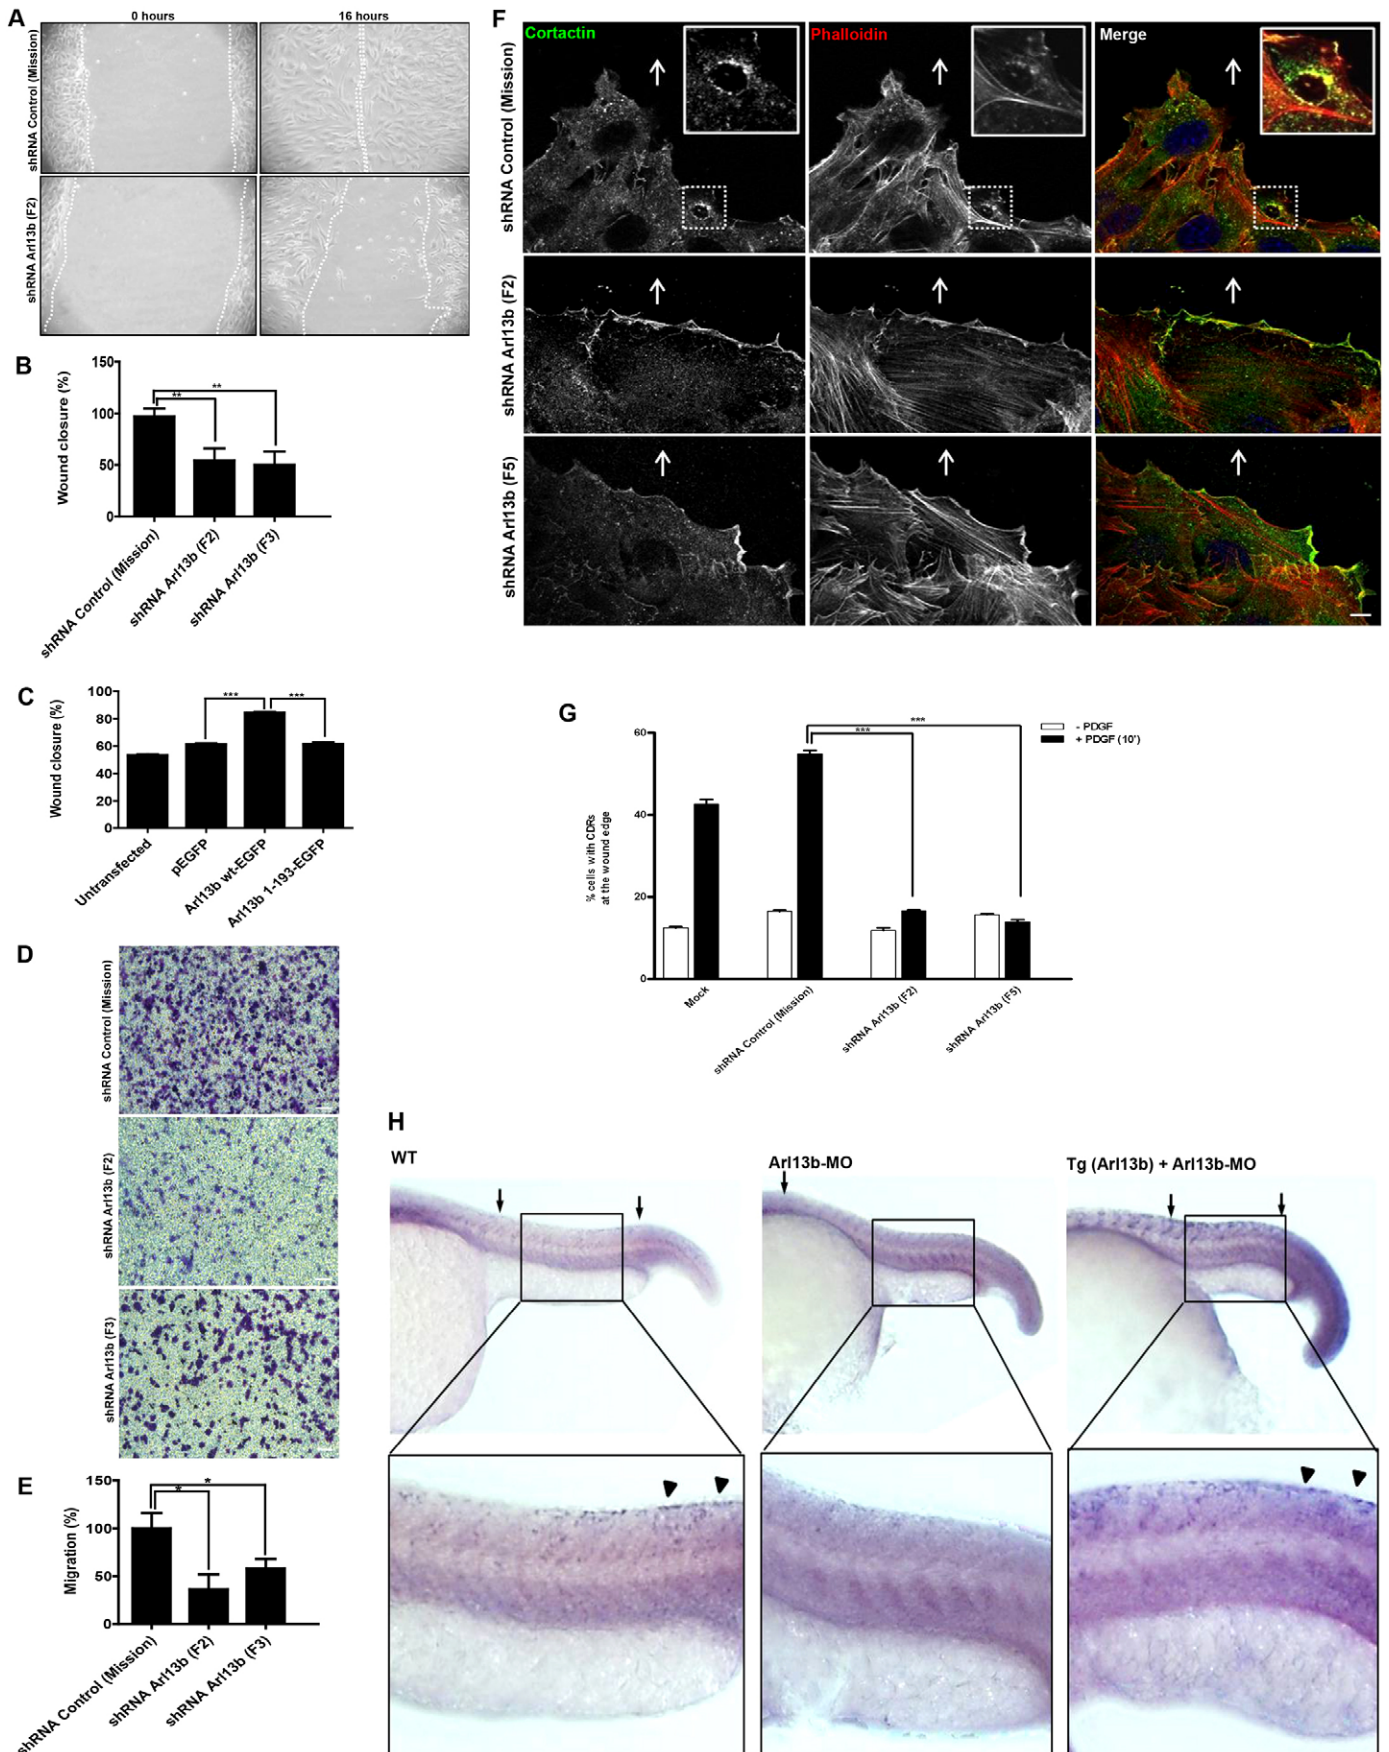 A
0 hours
16 hours
shRNA Control (Mission)
shRNA Arl13b (F2)
B
Wound closure (%)
150
100
50
0
**
**
shRNA Control (Mission)
shRNA Arl13b (F2)
shRNA Arl13b (F3)
C
Wound closure (%)
100
80
60
40
20
0
***
***
Untransfected
pEGFP
Arl13b wt-EGFP
Arl13b 1-193-EGFP
D
shRNA Control (Mission)
shRNA Arl13b (F2)
shRNA Arl13b (F3)
E
Migration (%)
150
100
50
0
*
*
shRNA Control (Mission)
shRNA Arl13b (F2)
shRNA Arl13b (F3)
F
Cortactin
Phalloidin
Merge
shRNA Control (Mission)
shRNA Arl13b (F2)
shRNA Arl13b (F5)
G
% cells with CDRs
at the wound edge
60
40
20
0
***
***
- PDGF
+ PDGF (10')
Mock
shRNA Control (Mission)
shRNA Arl13b (F2)
shRNA Arl13b (F5)
H
WT
Arl13b-MO
Tg (Arl13b) + Arl13b-MO